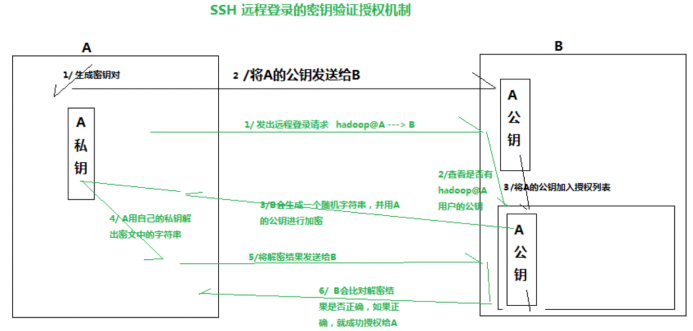 SSH 远程登录的密钥验证授权机制
A
B
1/ 生成密钥对
2 /将A的公钥发送给B
A
私
钥
A
公
钥
1/ 发出远程登录请求 hadoop@A ---> B
2/查看是否有
hadoop@A
用户的公钥
3 /将A的公钥加入授权列表
3/B会生成一个随机字符串，并用A
的公钥进行加密
4/ A用自己的私钥解
出密文中的字符串
A
公
钥
5/将解密结果发送给B
6/ B会比对解密结
果是否正确，如果正
确，就成功授权给A